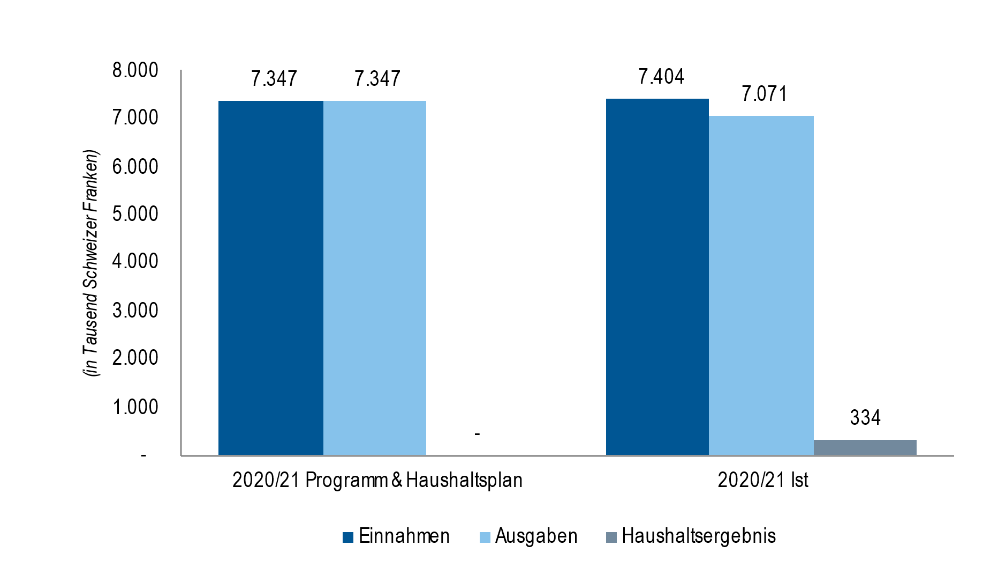 8.000
7.000
6.000
5.000
4.000
3.000
2.000
1.000
-
(in Tausend Schweizer Franken)
7.347
7.347
-
7.404
7.071
334
2020/21 Programm & Haushaltsplan
2020/21 Ist
Einnahmen
Ausgaben
Haushaltsergebnis